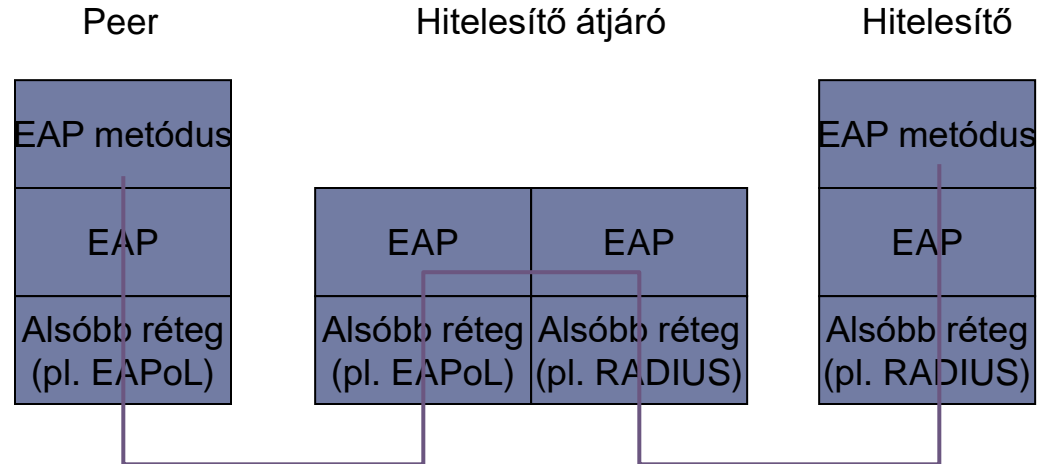 Peer
Hitelesítő átjáró
Hitelesítő
EAP metódus
EAP metódus
EAP
EAP
EAP
EAP
Alsóbb réteg
(pl. EAPoL)
Alsóbb réteg
(pl. EAPoL)
Alsóbb réteg
(pl. RADIUS)
Alsóbb réteg
(pl. RADIUS)